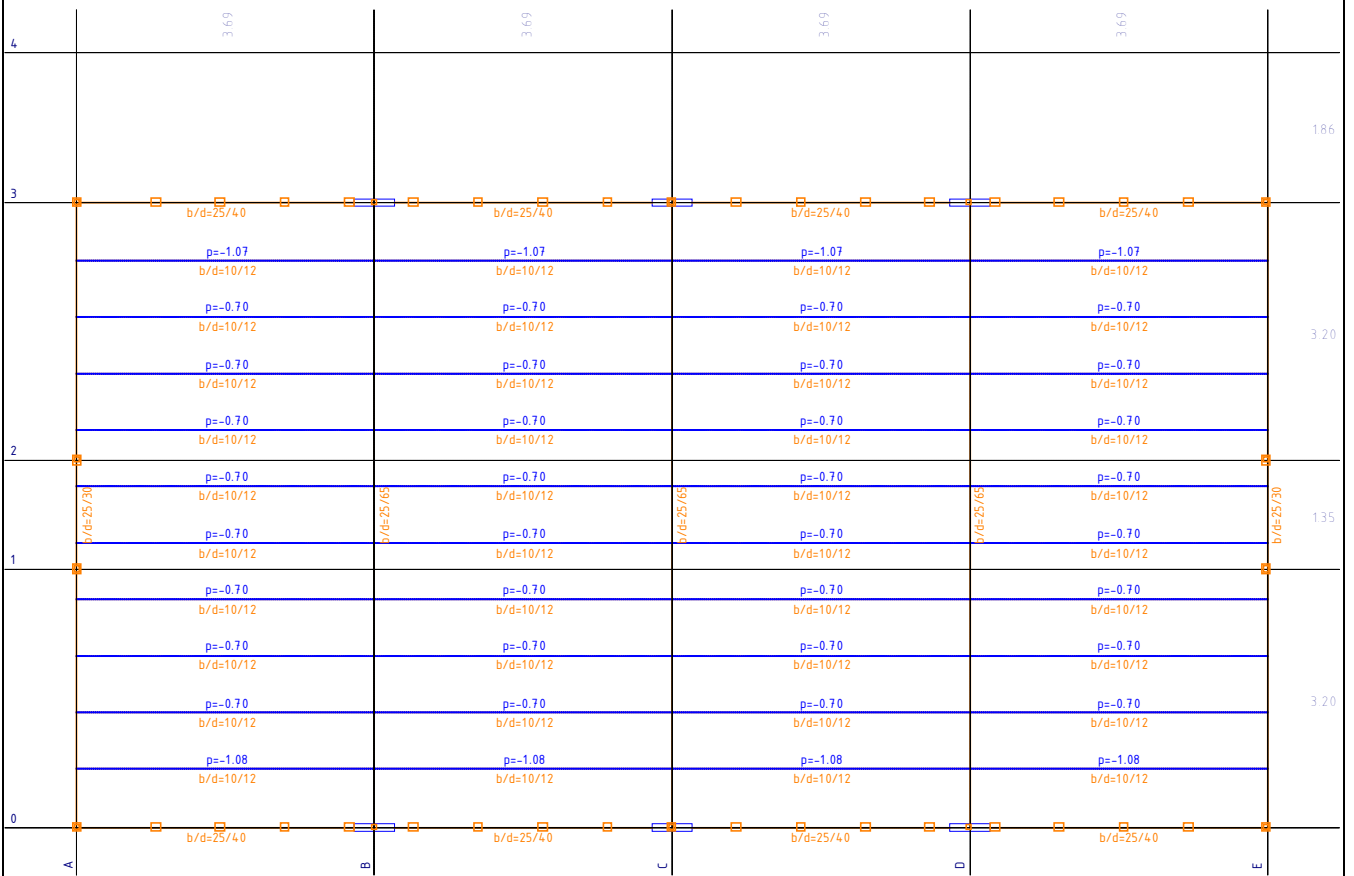 3.69 3.69 3.69 3.69
4
1.86
3
b/d=25/40 b/d=25/40 b/d=25/40 b/d=25/40
p=-1.07 p=-1.07 p=-1.07 p=-1.07
b/d=10/12 b/d=10/12 b/d=10/12 b/d=10/12
p=-0.70 p=-0.70 p=-0.70 p=-0.70
b/d=10/12 b/d=10/12 b/d=10/12 b/d=10/12
3.20
p=-0.70 p=-0.70 p=-0.70 p=-0.70
b/d=10/12 b/d=10/12 b/d=10/12 b/d=10/12
p=-0.70 p=-0.70 p=-0.70 p=-0.70
b/d=10/12 b/d=10/12 b/d=10/12 b/d=10/12
2
p=-0.70 p=-0.70 p=-0.70 p=-0.70
b/d=10/12 b/d=10/12 b/d=10/12 b/d=10/12
b/d=25/30 b/d=25/65 b/d=25/65 b/d=25/65 b/d=25/30
1.35
p=-0.70 p=-0.70 p=-0.70 p=-0.70
b/d=10/12 b/d=10/12 b/d=10/12 b/d=10/12
1
p=-0.70 p=-0.70 p=-0.70 p=-0.70
b/d=10/12 b/d=10/12 b/d=10/12 b/d=10/12
p=-0.70 p=-0.70 p=-0.70 p=-0.70
b/d=10/12 b/d=10/12 b/d=10/12 b/d=10/12
3.20
p=-0.70 p=-0.70 p=-0.70 p=-0.70
b/d=10/12 b/d=10/12 b/d=10/12 b/d=10/12
p=-1.08 p=-1.08 p=-1.08 p=-1.08
b/d=10/12 b/d=10/12 b/d=10/12 b/d=10/12
0
b/d=25/40 b/d=25/40 b/d=25/40 b/d=25/40
A B C D E